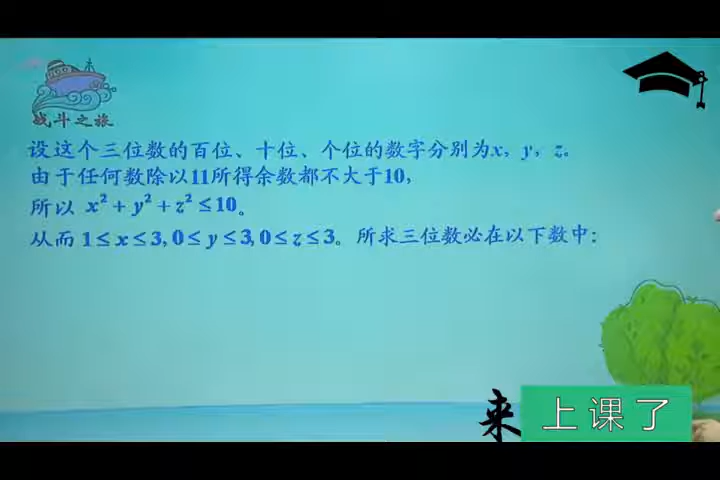 战斗之旅
设这个三位数的百位、十位、个位的数字分别为x，y，z。
由于任何数除以11所得余数都不大于10，
所以 x²+y²+z²≤10。
从而 1≤x≤3, 0≤y≤3, 0≤z≤3。所求三位数必在以下数中：
来 上课了